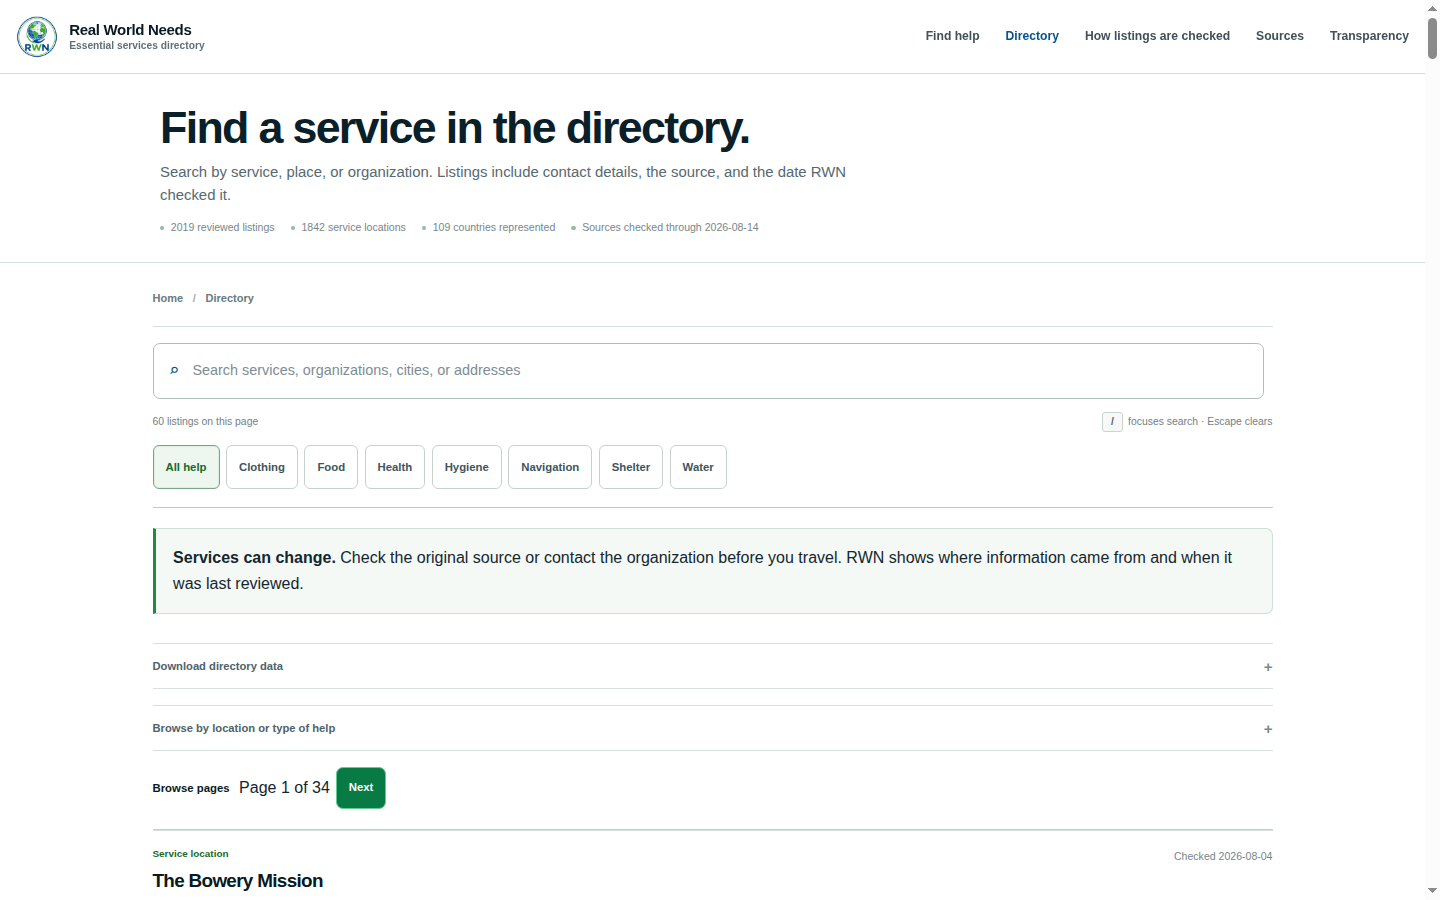 RWN
Real World Needs
Essential services directory
Find help
Directory
How listings are checked
Sources
Transparency
Find a service in the directory.
Search by service, place, or organization. Listings include contact details, the source, and the date RWN
checked it.
2019 reviewed listings
1842 service locations
109 countries represented
Sources checked through 2026-08-14
Home / Directory
Search services, organizations, cities, or addresses
60 listings on this page
/ focuses search · Escape clears
All help
Clothing
Food
Health
Hygiene
Navigation
Shelter
Water
Services can change. Check the original source or contact the organization before you travel. RWN shows where information came from and when it
was last reviewed.
Download directory data +
Browse by location or type of help +
Browse pages Page 1 of 34 Next
Service location
Checked 2026-08-04
The Bowery Mission